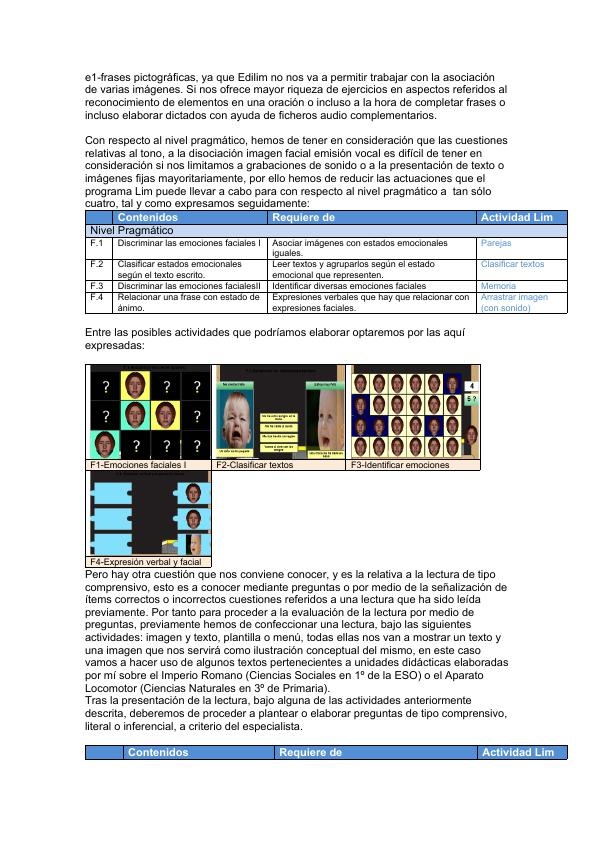 e1-frases pictográficas, ya que Edilim no nos va a permitir trabajar con la asociación
de varias imágenes. Si nos ofrece mayor riqueza de ejercicios en aspectos referidos al
reconocimiento de elementos en una oración o incluso a la hora de completar frases o
incluso elaborar dictados con ayuda de ficheros audio complementarios.
Con respecto al nivel pragmático, hemos de tener en consideración que las cuestiones
relativas al tono, a la disociación imagen facial emisión vocal es difícil de tener en
consideración si nos limitamos a grabaciones de sonido o a la presentación de texto o
imágenes fijas mayoritariamente, por ello hemos de reducir las actuaciones que el
programa Lim puede llevar a cabo para con respecto al nivel pragmático a  tan sólo
cuatro, tal y como expresamos seguidamente:
Contenidos Requiere de Actividad Lim
Nivel Pragmático
F.1 Discriminar las emociones faciales I Asociar imágenes con estados emocionales iguales. Parejas
F.2 Clasificar estados emocionales según el texto escrito. Leer textos y agruparlos según el estado emocional que representen. Clasificar textos
F.3 Discriminar las emociones facialesII Identificar diversas emociones faciales Memoria
F.4 Relacionar una frase con estado de ánimo. Expresiones verbales que hay que relacionar con expresiones faciales. Arrastrar imagen (con sonido)
Entre las posibles actividades que podríamos elaborar optaremos por las aquí
expresadas:
? ? ?
? ?
? ? ?
4
5 ?
F1-Emociones faciales I F2-Clasificar textos F3-Identificar emociones
F4-Expresión verbal y facial
Pero hay otra cuestión que nos conviene conocer, y es la relativa a la lectura de tipo
comprensivo, esto es a conocer mediante preguntas o por medio de la señalización de
ítems correctos o incorrectos cuestiones referidos a una lectura que ha sido leída
previamente. Por tanto para proceder a la evaluación de la lectura por medio de
preguntas, previamente hemos de confeccionar una lectura, bajo las siguientes
actividades: imagen y texto, plantilla o menú, todas ellas nos van a mostrar un texto y
una imagen que nos servirá como ilustración conceptual del mismo, en este caso
vamos a hacer uso de algunos textos pertenecientes a unidades didácticas elaboradas
por mí sobre el Imperio Romano (Ciencias Sociales en 1º de la ESO) o el Aparato
Locomotor (Ciencias Naturales en 3º de Primaria).
Tras la presentación de la lectura, bajo alguna de las actividades anteriormente
descrita, deberemos de proceder a plantear o elaborar preguntas de tipo comprensivo,
literal o inferencial, a criterio del especialista.
Contenidos Requiere de Actividad Lim